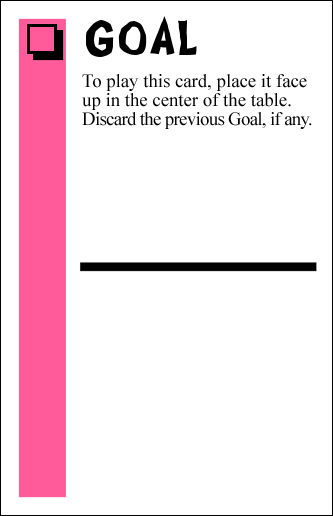 GOAL
To play this card, place it face
up in the center of the table.
Discard the previous Goal, if any.